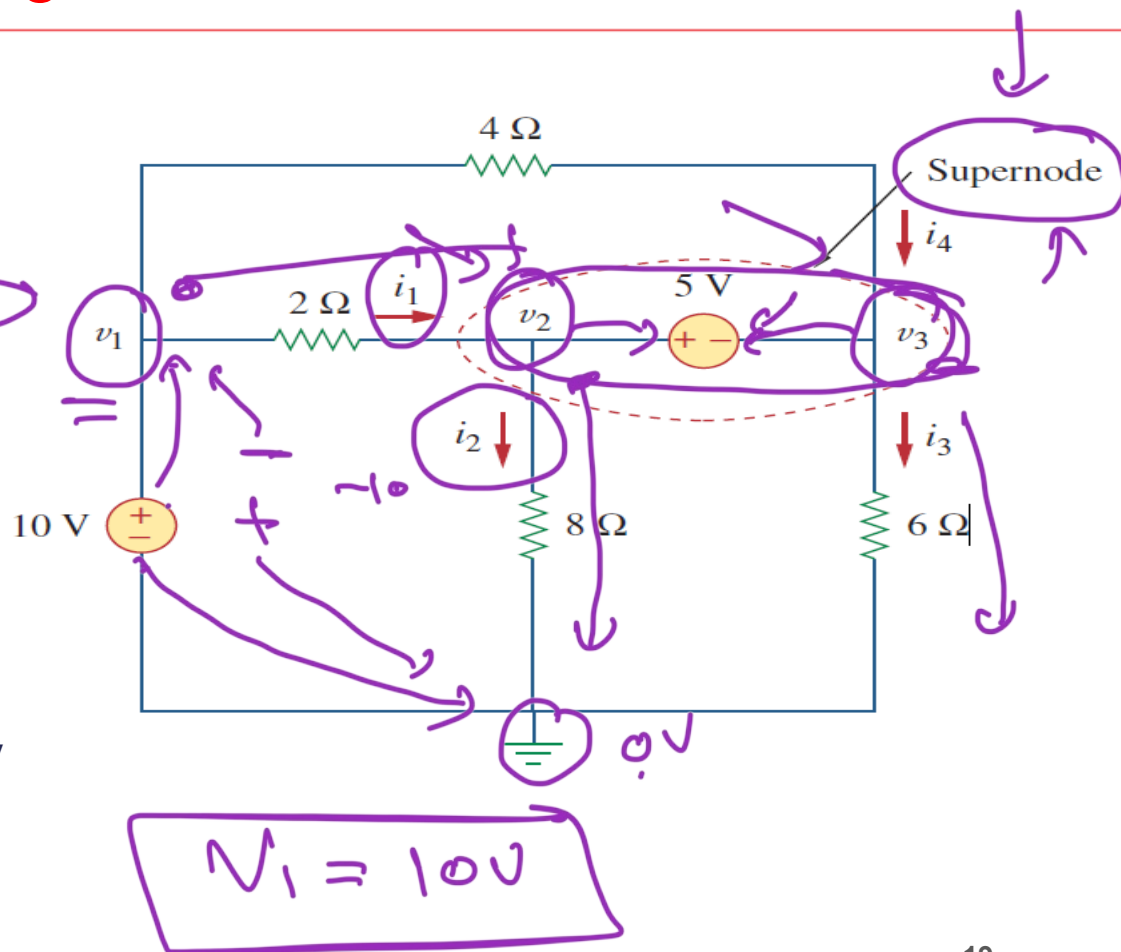 4 Ω
Supernode
i4
2 Ω
i1
v2
5 V
+ −
v1
v3
i2
i3
−
~10
+
10 V
+
−
8 Ω
6 Ω
0V
V1 = 10V